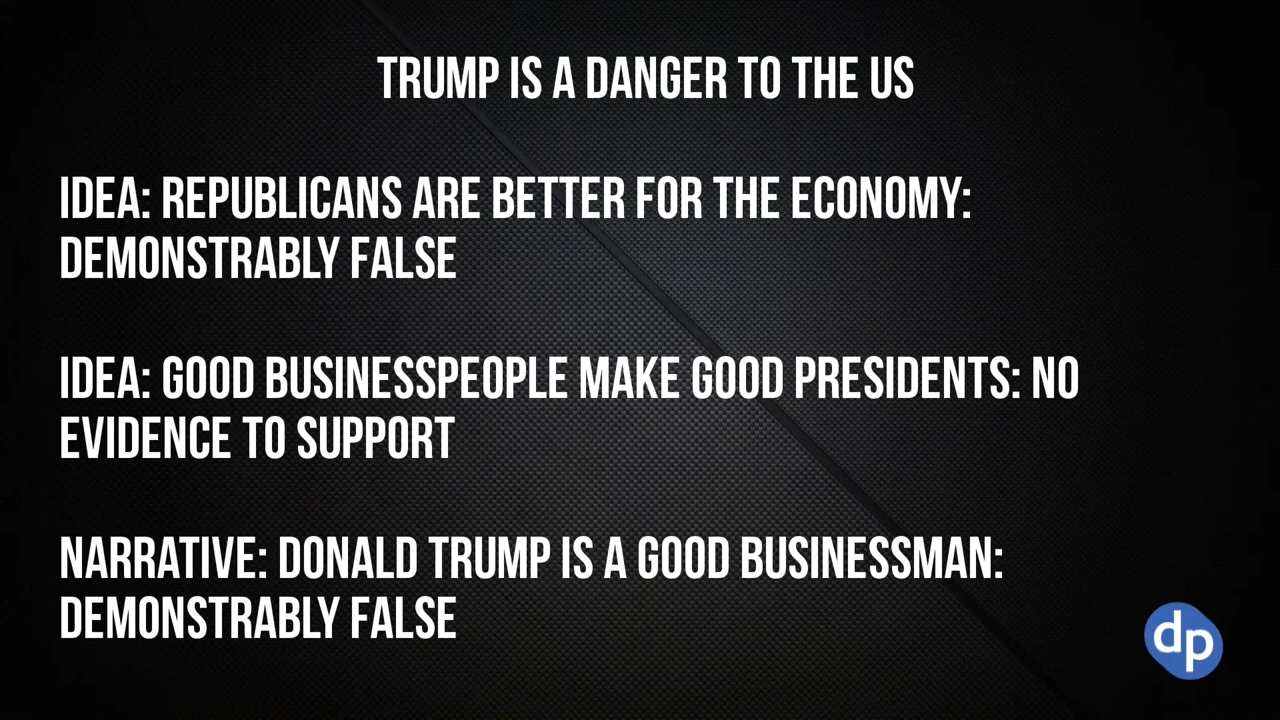 TRUMP IS A DANGER TO THE US
IDEA: REPUBLICANS ARE BETTER FOR THE ECONOMY:
DEMONSTRABLY FALSE
IDEA: GOOD BUSINESSPEOPLE MAKE GOOD PRESIDENTS: NO
EVIDENCE TO SUPPORT
NARRATIVE: DONALD TRUMP IS A GOOD BUSINESSMAN:
DEMONSTRABLY FALSE
dp